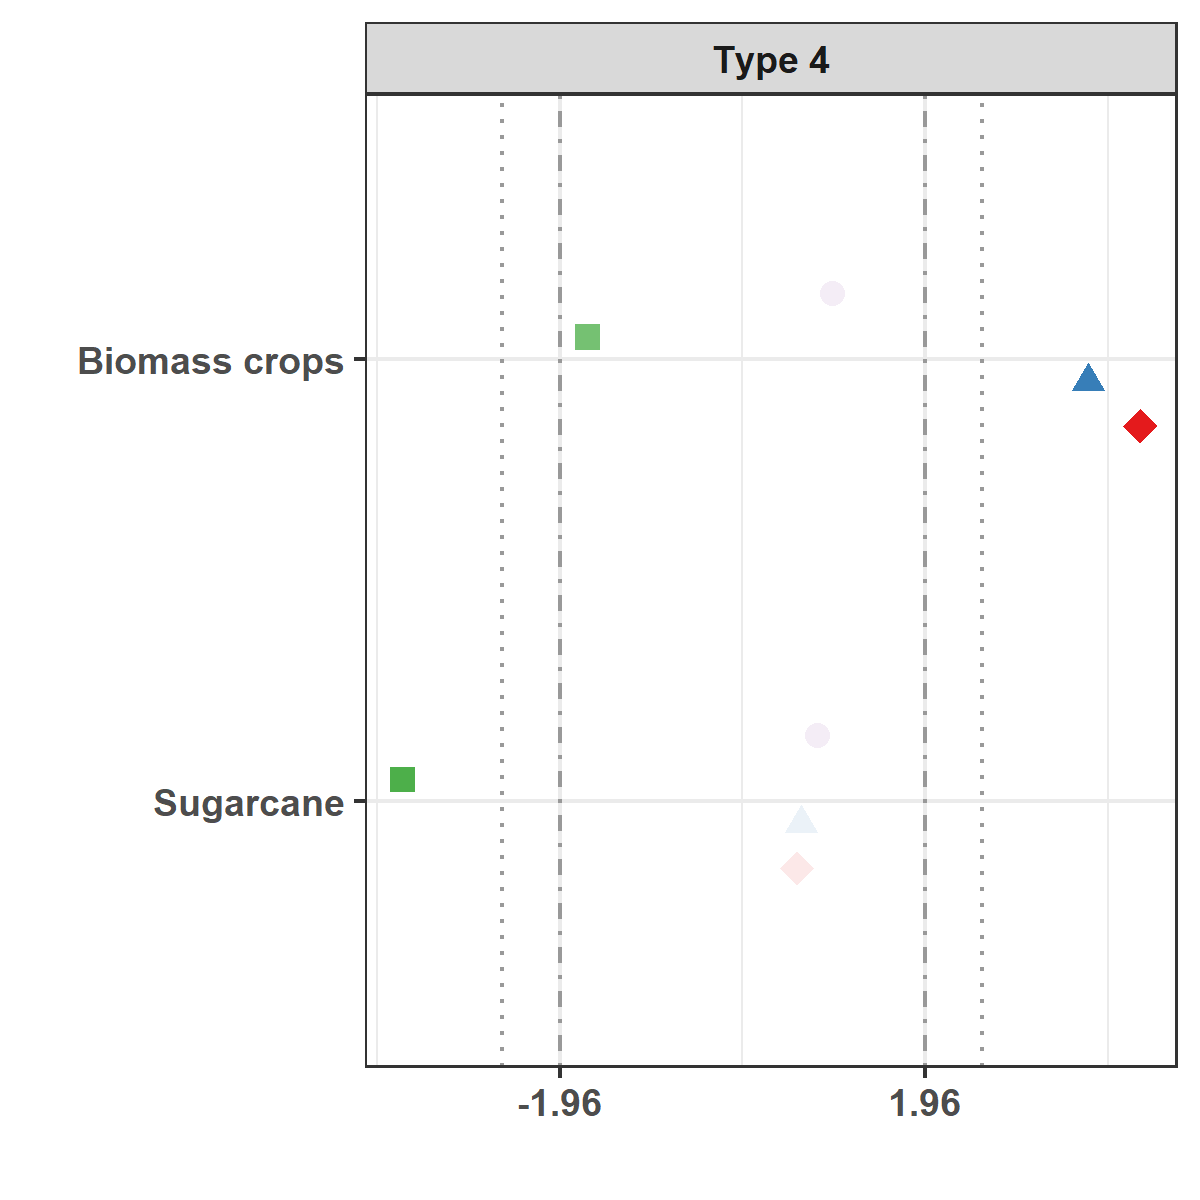 Type 4
Biomass crops
Sugarcane
-1.96
1.96